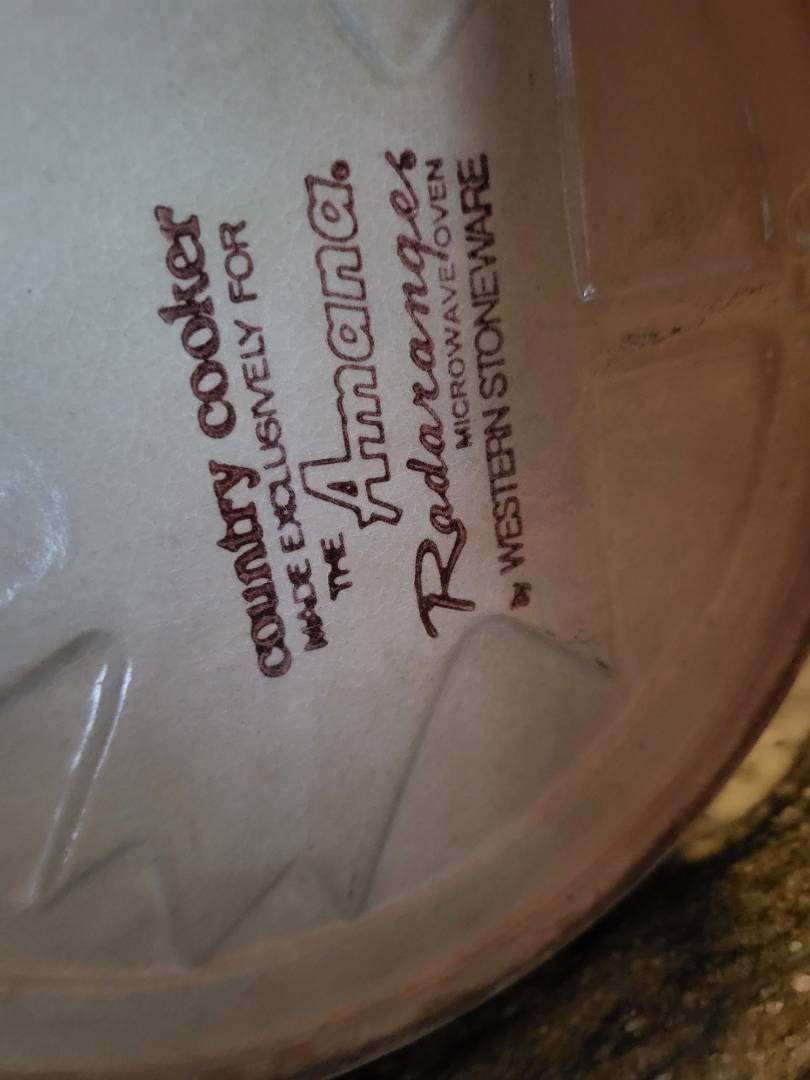 country cooker
MADE EXCLUSIVELY FOR
THE Amana.
Radarange
MICROWAVE OVEN
by WESTERN STONEWARE